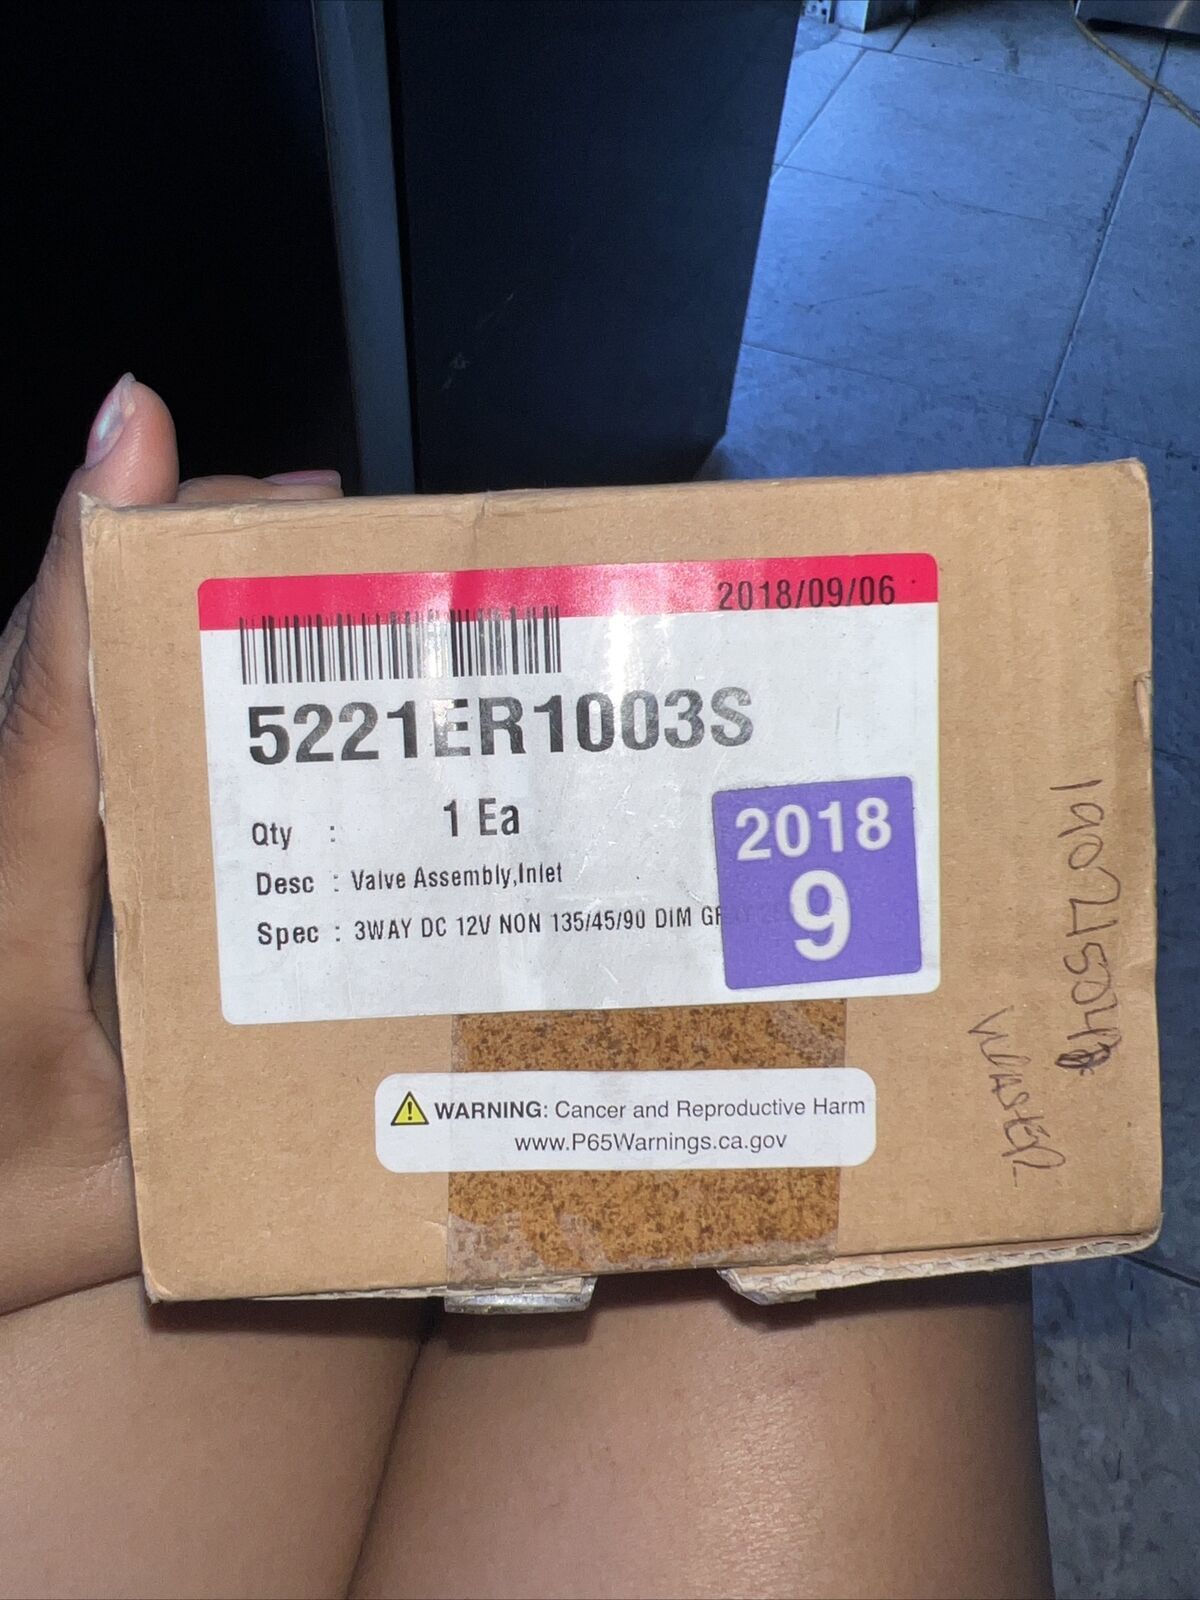 2018/09/06
5221ER1003S
Qty : 1 Ea
Desc : Valve Assembly,Inlet
Spec : 3WAY DC 12V NON 135/45/90 DIM
2018
9
WARNING: Cancer and Reproductive Harm
www.P65Warnings.ca.gov
WASHER